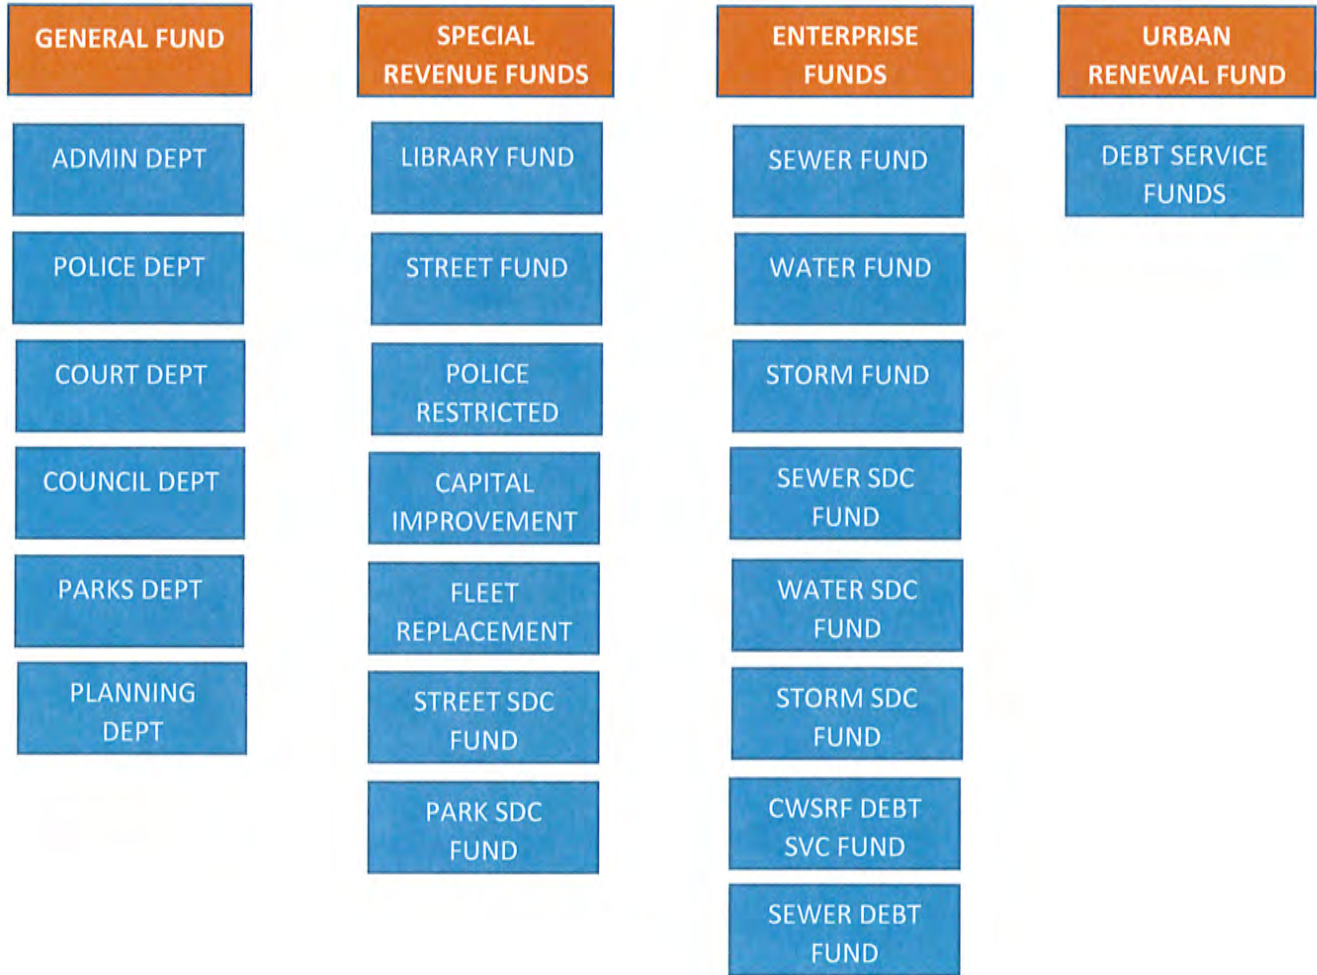 GENERAL FUND
ADMIN DEPT
POLICE DEPT
COURT DEPT
COUNCIL DEPT
PARKS DEPT
PLANNING
DEPT
SPECIAL
REVENUE FUNDS
LIBRARY FUND
STREET FUND
POLICE
RESTRICTED
CAPITAL
IMPROVEMENT
FLEET
REPLACEMENT
STREET SDC
FUND
PARK SDC
FUND
ENTERPRISE
FUNDS
SEWER FUND
WATER FUND
STORM FUND
SEWER SDC
FUND
WATER SDC
FUND
STORM SDC
FUND
CWSRF DEBT
SVC FUND
SEWER DEBT
FUND
URBAN
RENEWAL FUND
DEBT SERVICE
FUNDS